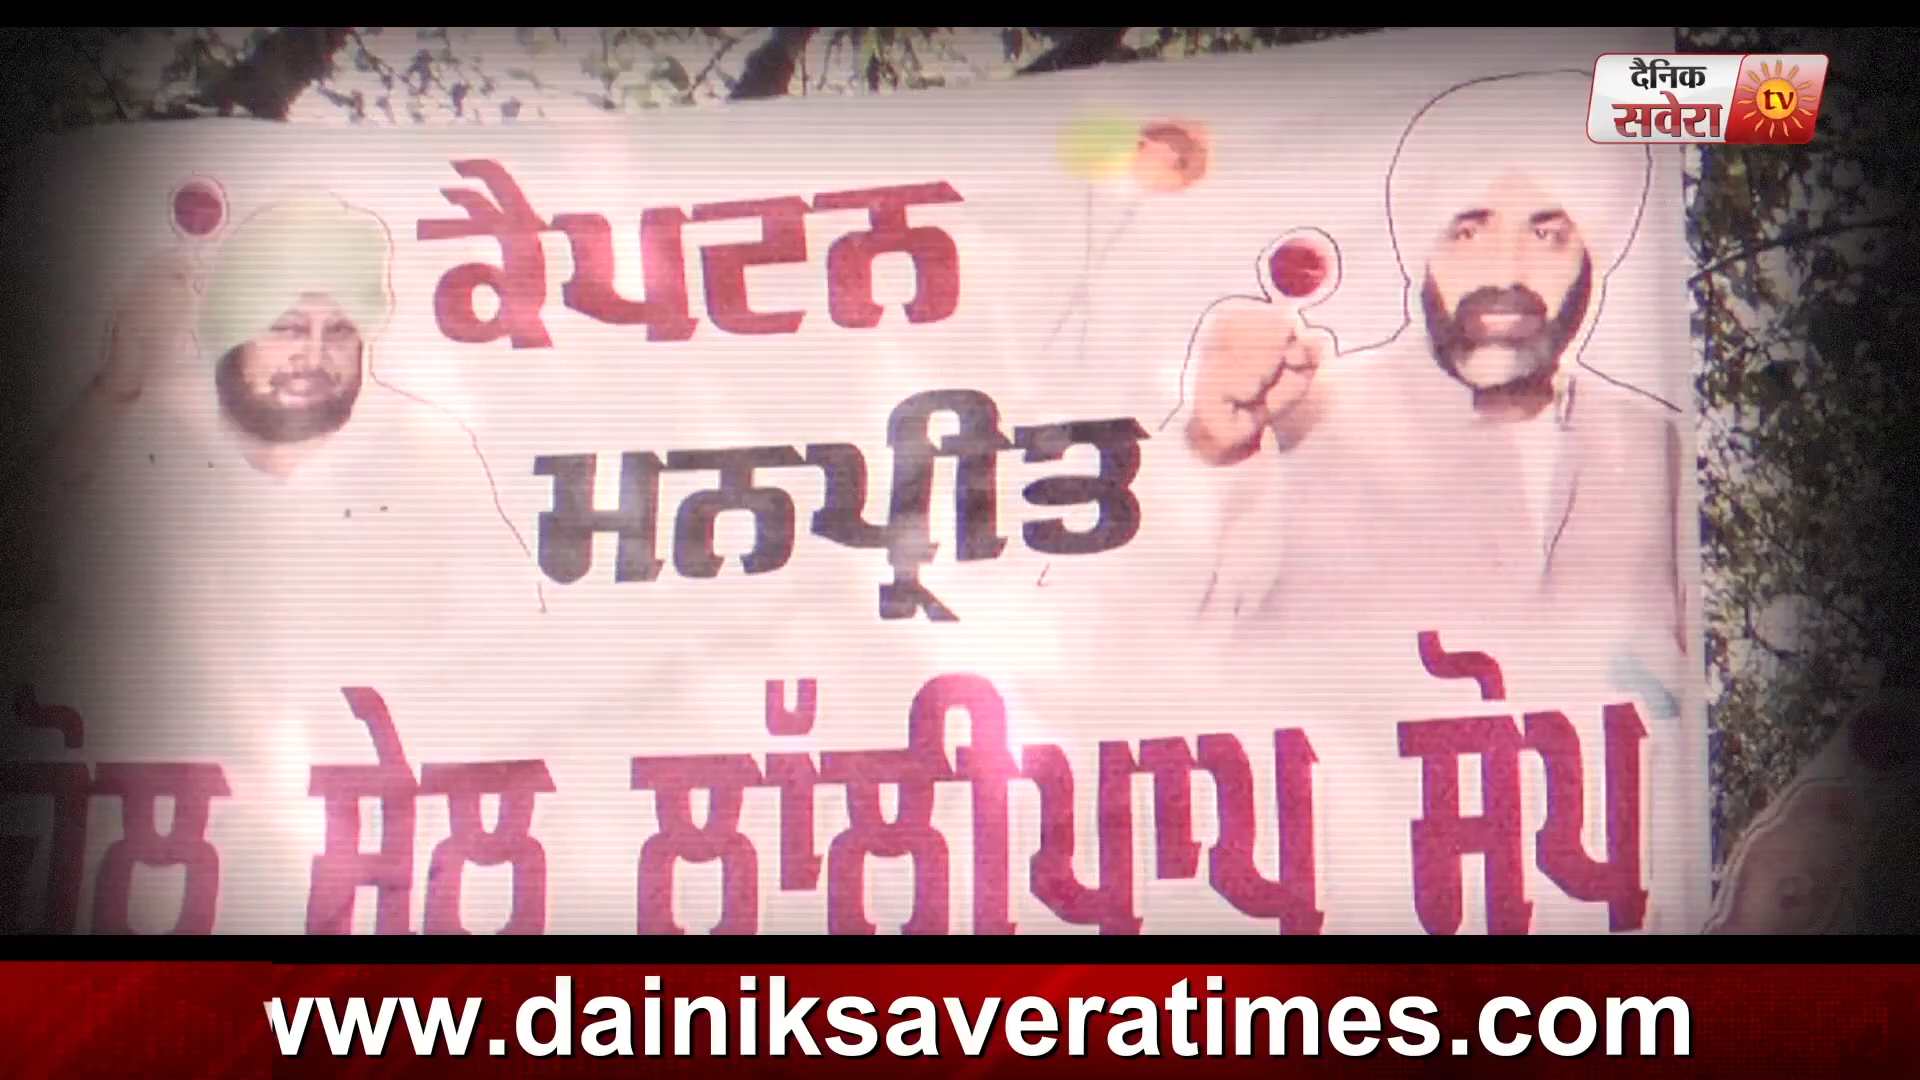 दैनिक
सवेरा tv
ਕੈਪਟਨ
ਮਨਪ੍ਰੀਤ
ਹੋਲ ਸੇਲ ਲਾੱਲੀਪਾਪ ਸ਼ੌਪ
www.dainiksaveratimes.com